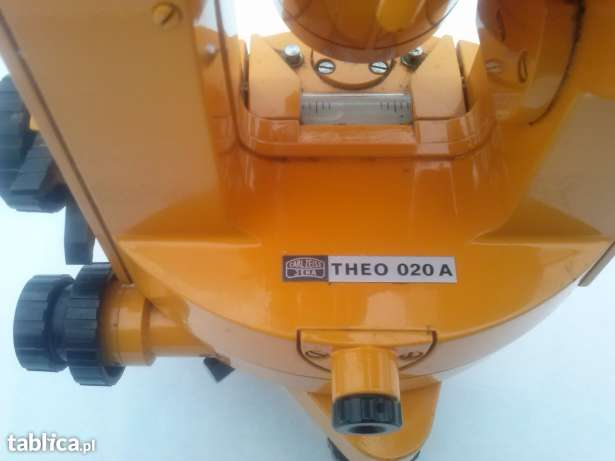 CARL ZEISS
JENA
THEO 020 A
tablica.pl